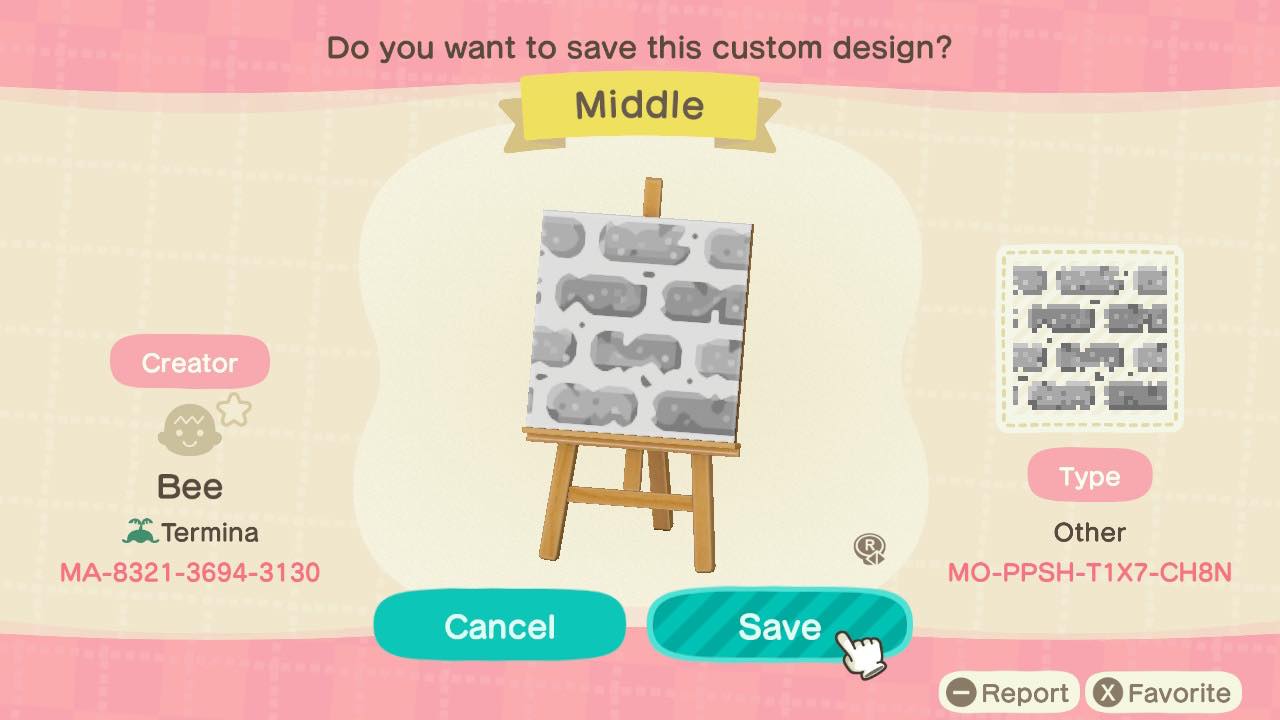 Do you want to save this custom design?
Middle
Creator
Bee
Termina
MA-8321-3694-3130
Type
Other
MO-PPSH-T1X7-CH8N
R
Cancel
Save
Report
X Favorite